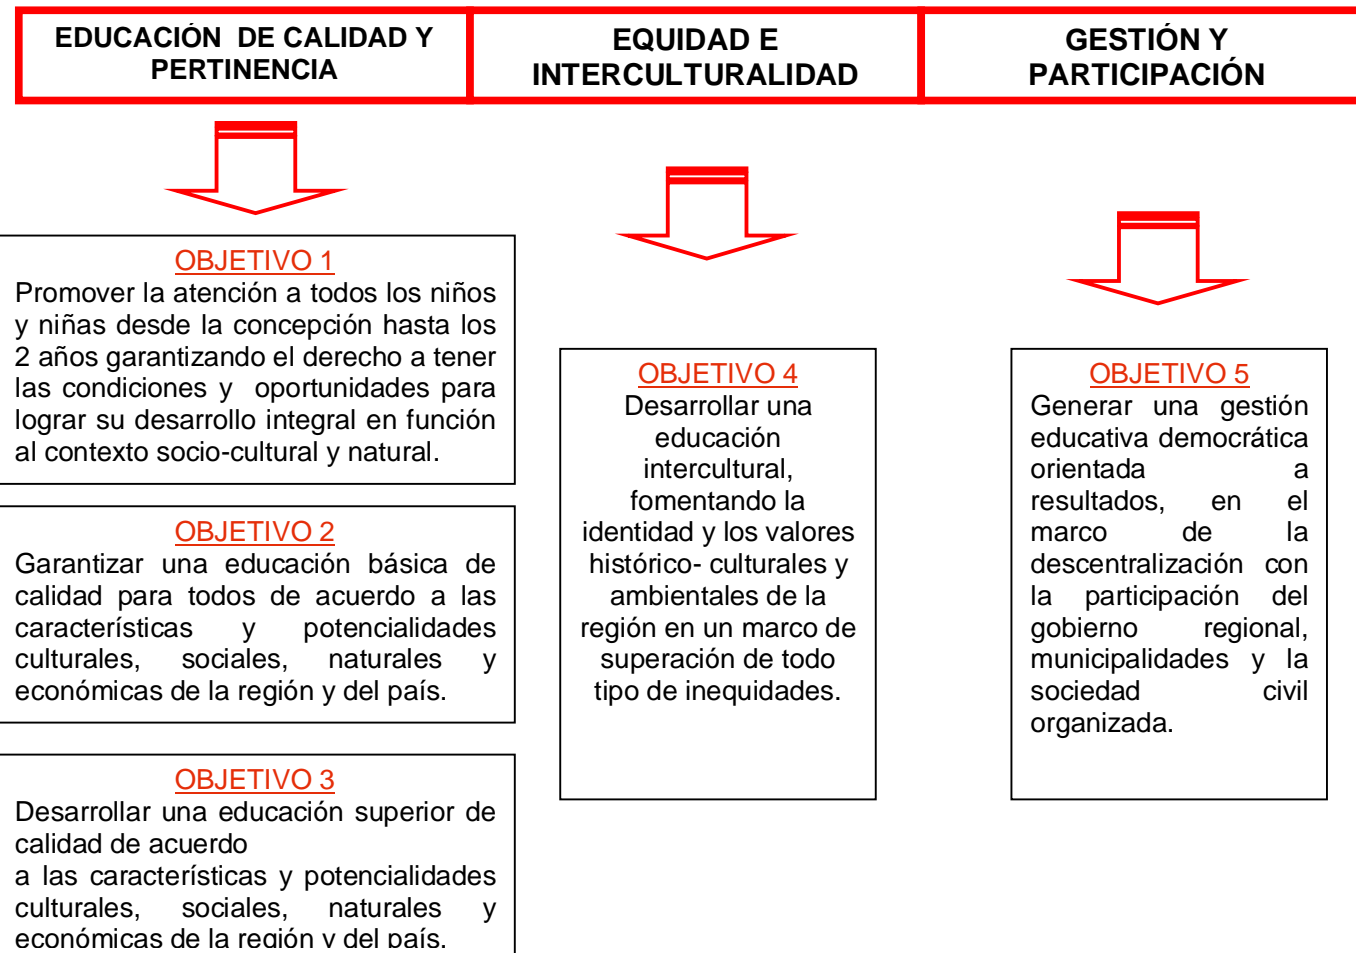 EDUCACIÓN DE CALIDAD Y
PERTINENCIA
EQUIDAD E
INTERCULTURALIDAD
GESTIÓN Y
PARTICIPACIÓN
OBJETIVO 1
Promover la atención a todos los niños
y niñas desde la concepción hasta los
2 años garantizando el derecho a tener
las condiciones y oportunidades para
lograr su desarrollo integral en función
al contexto socio-cultural y natural.
OBJETIVO 2
Garantizar una educación básica de
calidad para todos de acuerdo a las
características y potencialidades
culturales, sociales, naturales y
económicas de la región y del país.
OBJETIVO 3
Desarrollar una educación superior de
calidad de acuerdo
a las características y potencialidades
culturales, sociales, naturales y
económicas de la región y del país.
OBJETIVO 4
Desarrollar una
educación
intercultural,
fomentando la
identidad y los valores
histórico- culturales y
ambientales de la
región en un marco de
superación de todo
tipo de inequidades.
OBJETIVO 5
Generar una gestión
educativa democrática
orientada a
resultados, en el
marco de la
descentralización con
la participación del
gobierno regional,
municipalidades y la
sociedad civil
organizada.